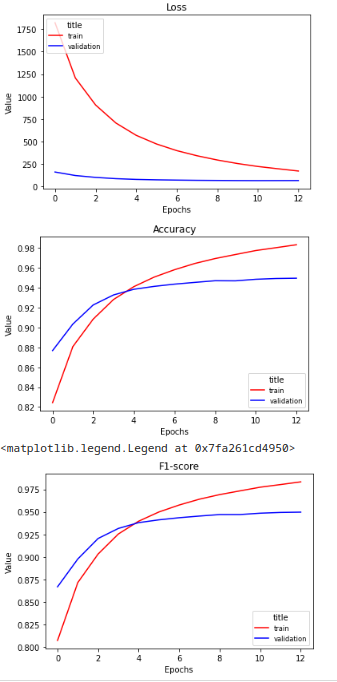 Loss
title
train
validation
1750
1500
1250
1000
750
500
250
0
Value
0 2 4 6 8 10 12
Epochs
Accuracy
0.98
0.96
0.94
0.92
0.90
0.88
0.86
0.84
0.82
Value
title
train
validation
0 2 4 6 8 10 12
Epochs
<matplotlib.legend.Legend at 0x7fa261cd4950>
F1-score
0.975
0.950
0.925
0.900
0.875
0.850
0.825
0.800
Value
title
train
validation
0 2 4 6 8 10 12
Epochs